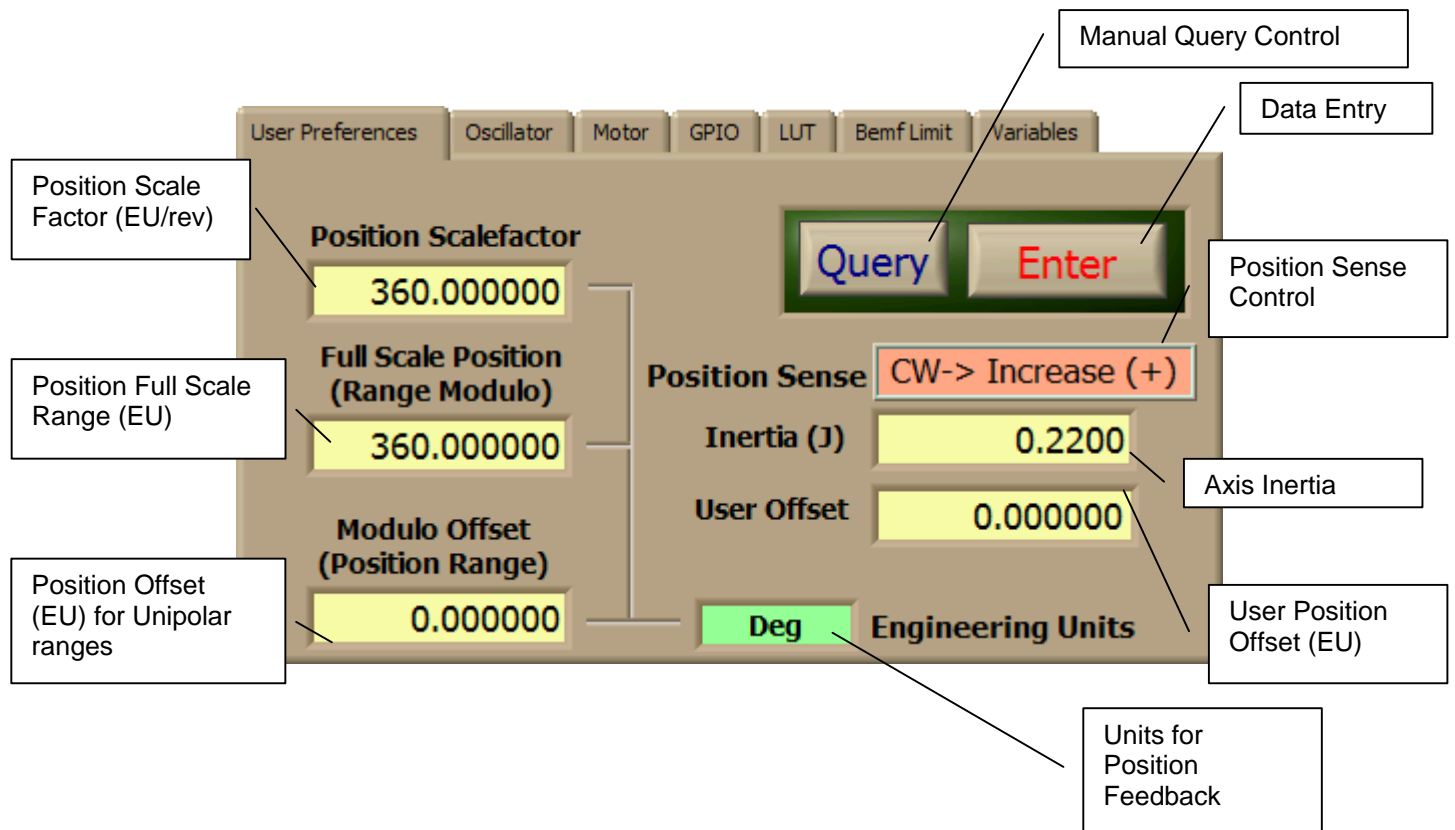 Manual Query Control
Data Entry
User Preferences
Oscillator
Motor
GPIO
LUT
Bemf Limit
Variables
Position Scale
Factor (EU/rev)
Position Scalefactor
360.000000
Query
Enter
Position Sense
Control
Position Full Scale
Range (EU)
Full Scale Position
(Range Modulo)
360.000000
Position Sense
CW-> Increase (+)
Inertia (J)
0.2200
Axis Inertia
User Offset
0.000000
Position Offset
(EU) for Unipolar
ranges
Modulo Offset
(Position Range)
0.000000
Deg
Engineering Units
User Position
Offset (EU)
Units for
Position
Feedback